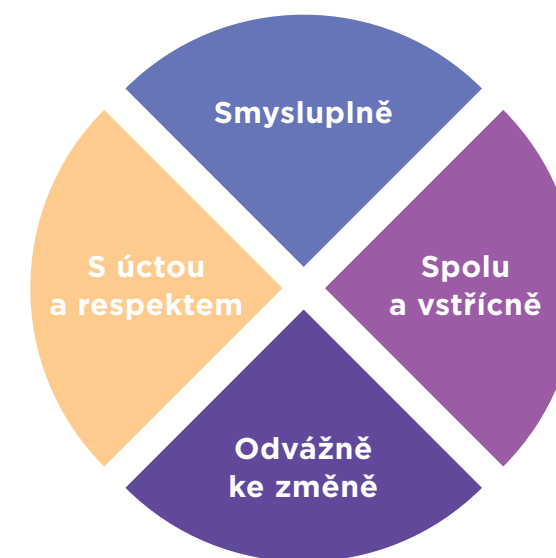 Smysluplně
S úctou
a respektem
Spolu
a vstřícně
Odvážně
ke změně